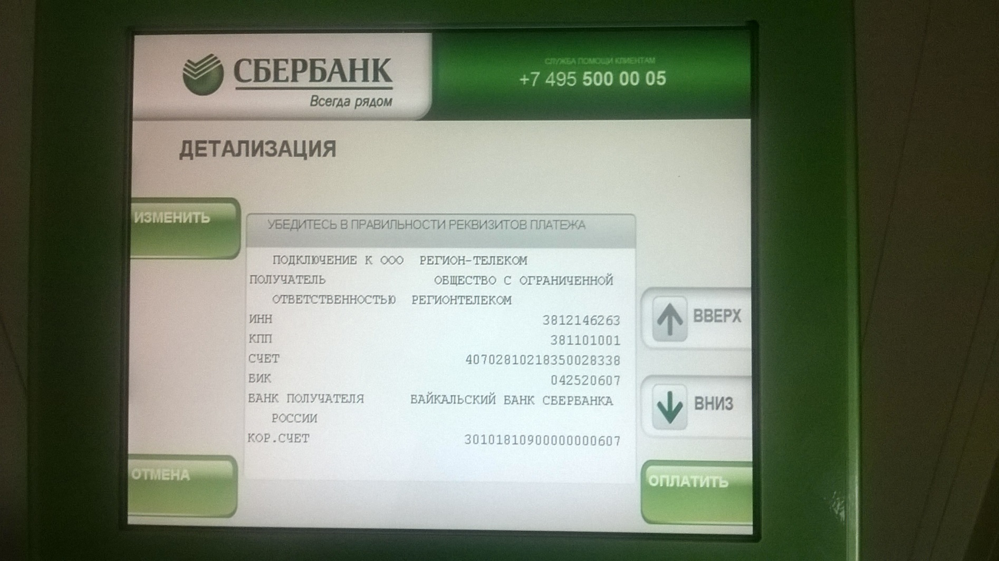 СБЕРБАНК
Всегда рядом
СЛУЖБА ПОМОЩИ КЛИЕНТАМ
+7 495 500 00 05
ДЕТАЛИЗАЦИЯ
ИЗМЕНИТЬ
УБЕДИТЕСЬ В ПРАВИЛЬНОСТИ РЕКВИЗИТОВ ПЛАТЕЖА
ПОДКЛЮЧЕНИЕ К ООО РЕГИОН-ТЕЛЕКОМ
ПОЛУЧАТЕЛЬ ОБЩЕСТВО С ОГРАНИЧЕННОЙ
ОТВЕТСТВЕННОСТЬЮ РЕГИОНТЕЛЕКОМ
ИНН 3812146263
КПП 381101001
СЧЕТ 40702810218350028338
БИК 042520607
БАНК ПОЛУЧАТЕЛЯ БАЙКАЛЬСКИЙ БАНК СБЕРБАНКА
РОССИИ
КОР.СЧЕТ 30101810900000000607
ВВЕРХ
ВНИЗ
ОТМЕНА
ОПЛАТИТЬ